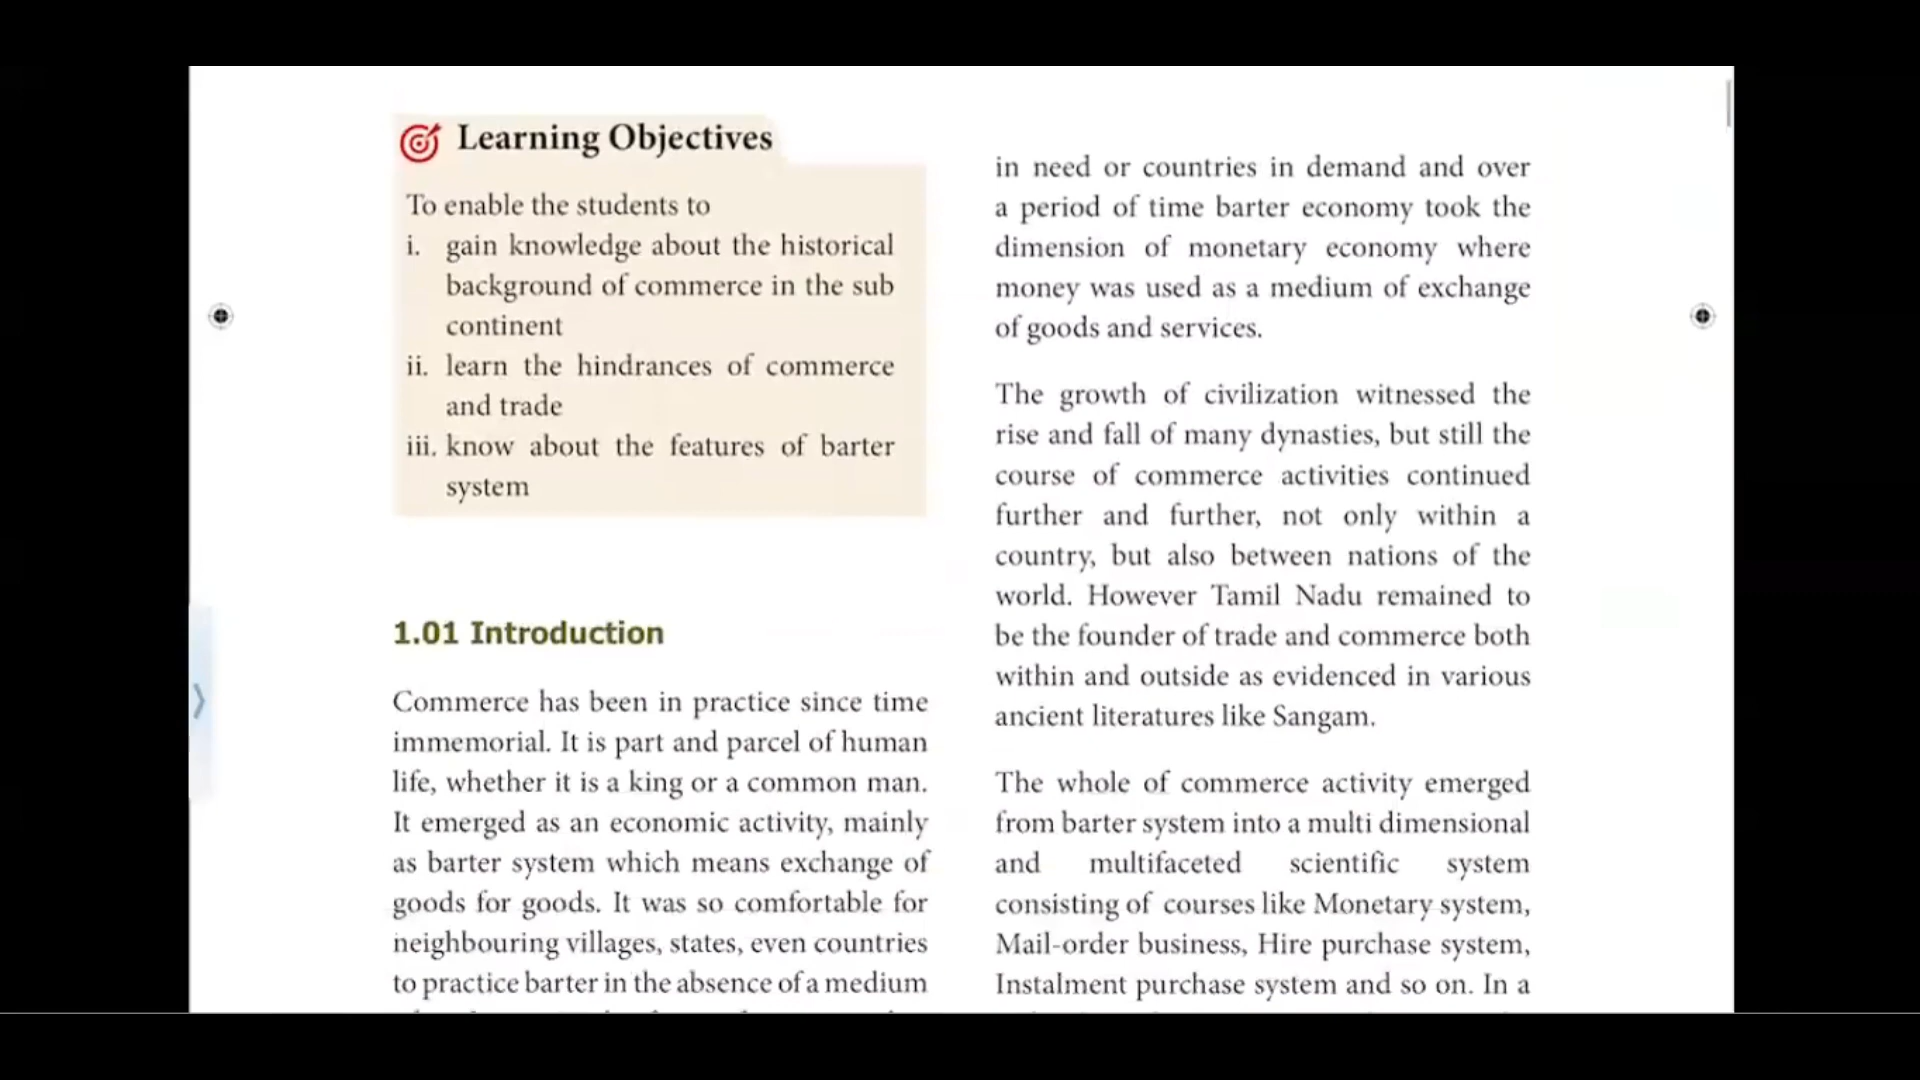 Learning Objectives
To enable the students to
i. gain knowledge about the historical
background of commerce in the sub
continent
ii. learn the hindrances of commerce
and trade
iii. know about the features of barter
system
1.01 Introduction
Commerce has been in practice since time
immemorial. It is part and parcel of human
life, whether it is a king or a common man.
It emerged as an economic activity, mainly
as barter system which means exchange of
goods for goods. It was so comfortable for
neighbouring villages, states, even countries
to practice barter in the absence of a medium
in need or countries in demand and over
a period of time barter economy took the
dimension of monetary economy where
money was used as a medium of exchange
of goods and services.
The growth of civilization witnessed the
rise and fall of many dynasties, but still the
course of commerce activities continued
further and further, not only within a
country, but also between nations of the
world. However Tamil Nadu remained to
be the founder of trade and commerce both
within and outside as evidenced in various
ancient literatures like Sangam.
The whole of commerce activity emerged
from barter system into a multi dimensional
and multifaceted scientific system
consisting of courses like Monetary system,
Mail-order business, Hire purchase system,
Instalment purchase system and so on. In a